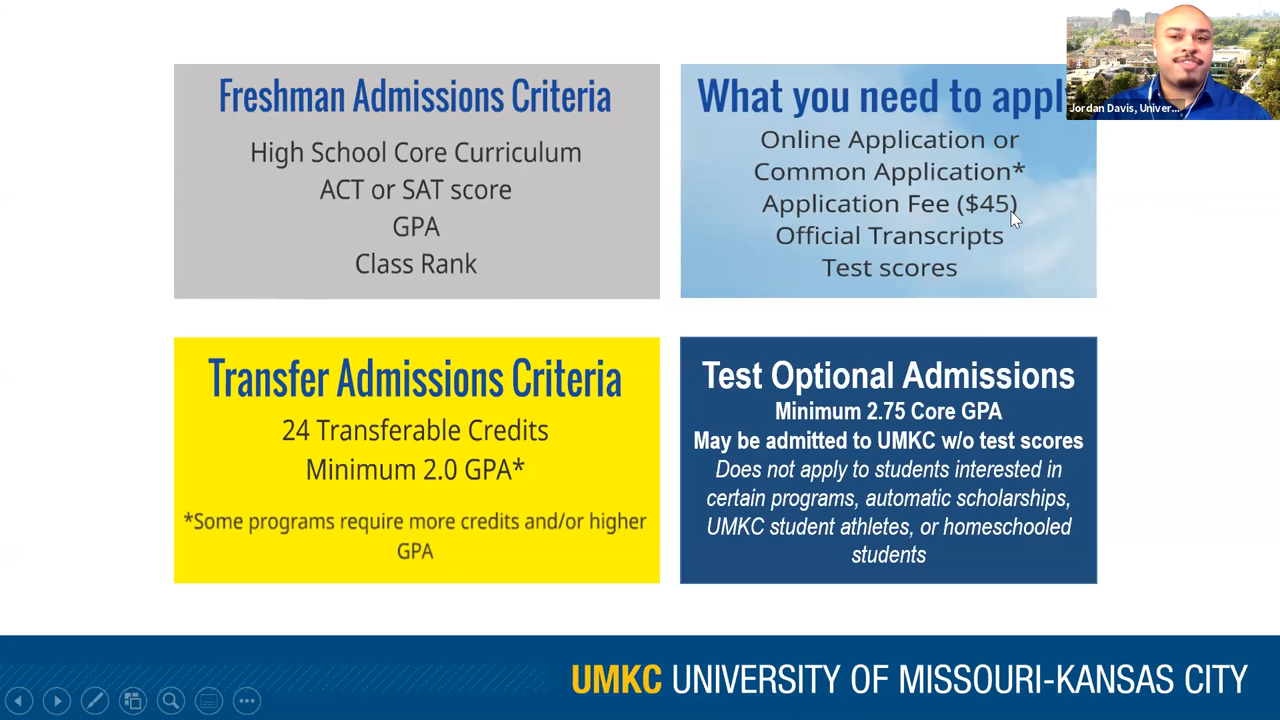 Freshman Admissions Criteria
High School Core Curriculum
ACT or SAT score
GPA
Class Rank
What you need to appl
Online Application or
Common Application*
Application Fee ($45)
Official Transcripts
Test scores
Jordan Davis, Univer...
Transfer Admissions Criteria
24 Transferable Credits
Minimum 2.0 GPA*
*Some programs require more credits and/or higher
GPA
Test Optional Admissions
Minimum 2.75 Core GPA
May be admitted to UMKC w/o test scores
Does not apply to students interested in
certain programs, automatic scholarships,
UMKC student athletes, or homeschooled
students
UMKC UNIVERSITY OF MISSOURI-KANSAS CITY